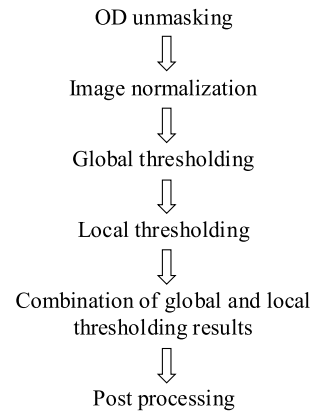 OD unmasking
Image normalization
Global thresholding
Local thresholding
Combination of global and local
thresholding results
Post processing